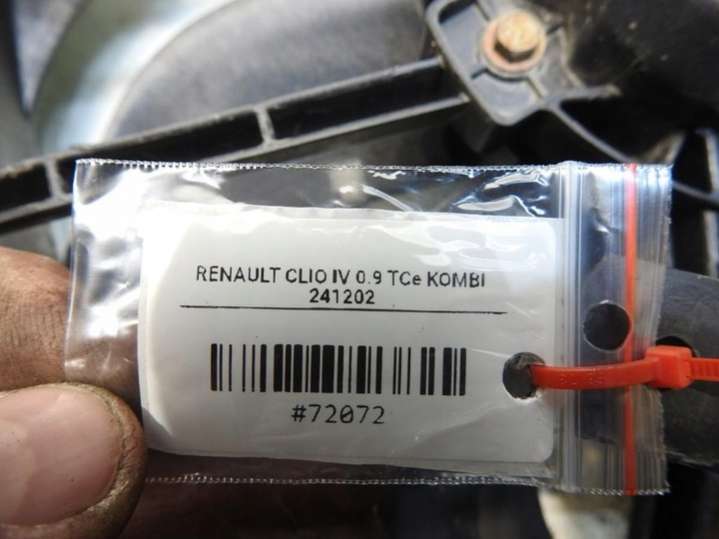 RENAULT CLIO IV 0.9 TCe KOMBI
241202
#72072